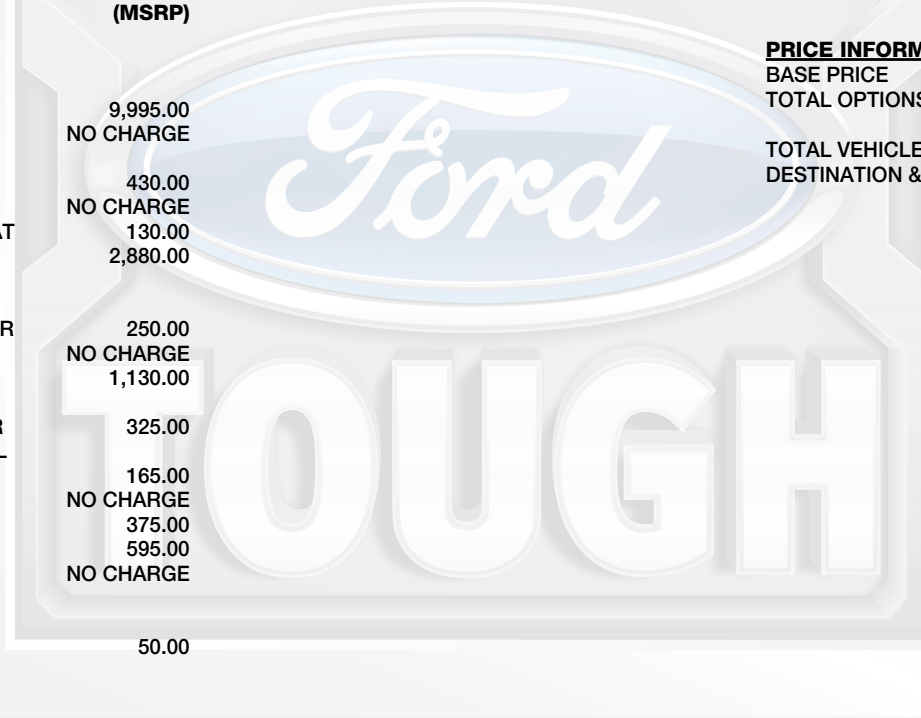 (MSRP)
9,995.00
NO CHARGE
430.00
NO CHARGE
130.00
2,880.00
250.00
NO CHARGE
1,130.00
325.00
165.00
NO CHARGE
375.00
595.00
NO CHARGE
50.00
PRICE INFORM
BASE PRICE
TOTAL OPTIONS
TOTAL VEHICLE
DESTINATION &
AT
R
R
Ford
TOUGH